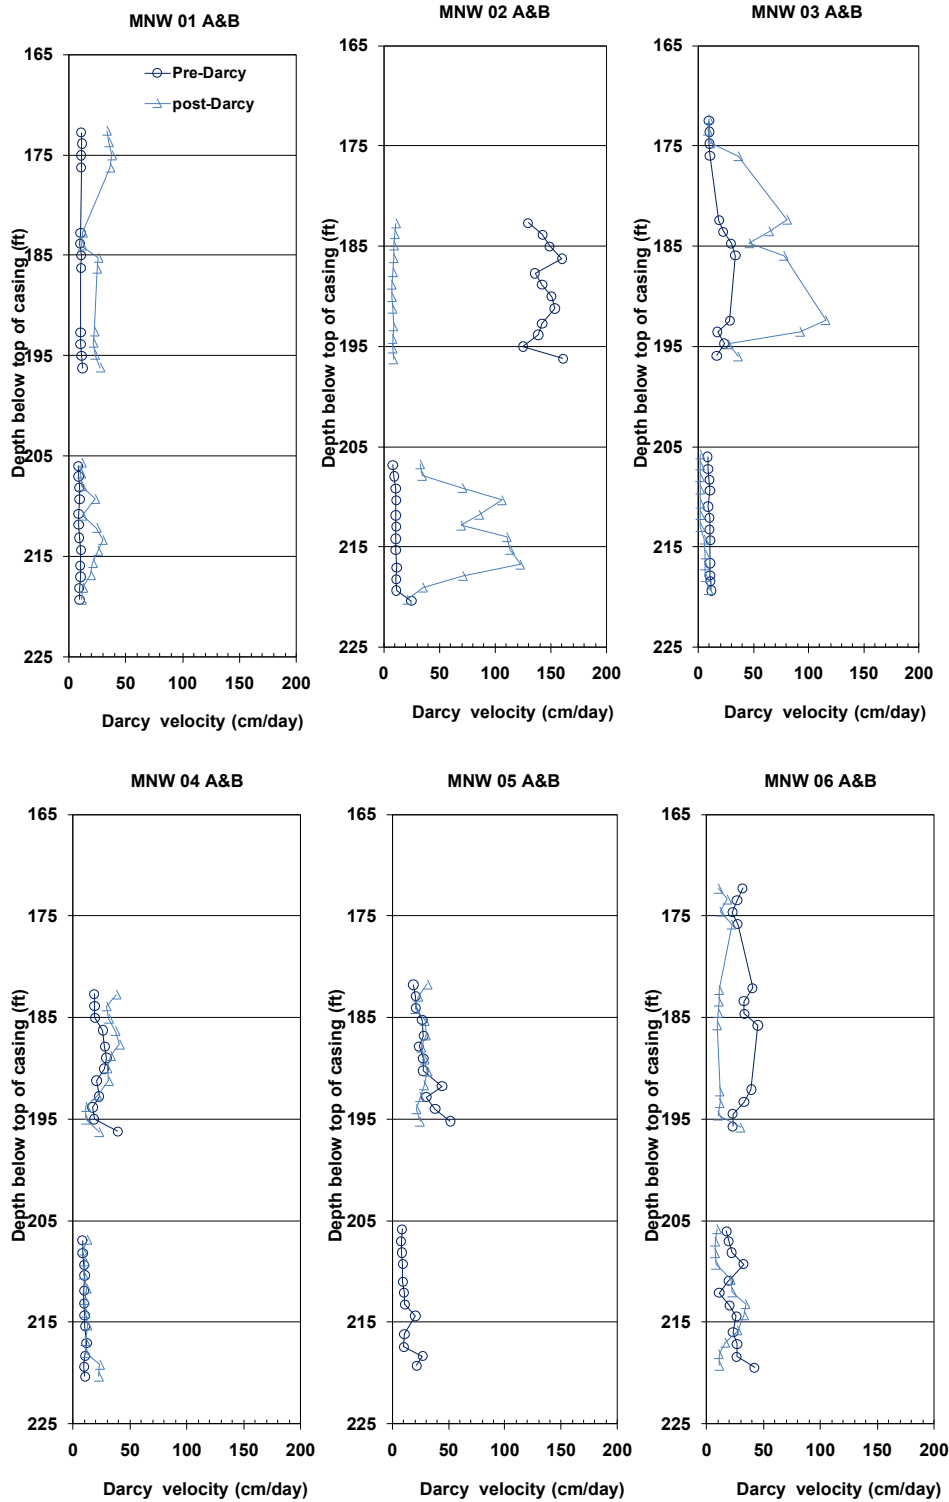 MNW 01 A&B
MNW 02 A&B
MNW 03 A&B
Pre-Darcy
post-Darcy
Depth below top of casing (ft)
165
175
185
195
205
215
225
0 50 100 150 200
Darcy velocity (cm/day)
Depth below top of casing (ft)
165
175
185
195
205
215
225
0 50 100 150 200
Darcy velocity (cm/day)
Depth below top of casing (ft)
165
175
185
195
205
215
225
0 50 100 150 200
Darcy velocity (cm/day)
MNW 04 A&B
MNW 05 A&B
MNW 06 A&B
Depth below top of casing (ft)
165
175
185
195
205
215
225
0 50 100 150 200
Darcy velocity (cm/day)
Depth below top of casing (ft)
165
175
185
195
205
215
225
0 50 100 150 200
Darcy velocity (cm/day)
Depth below top of casing (ft)
165
175
185
195
205
215
225
0 50 100 150 200
Darcy velocity (cm/day)